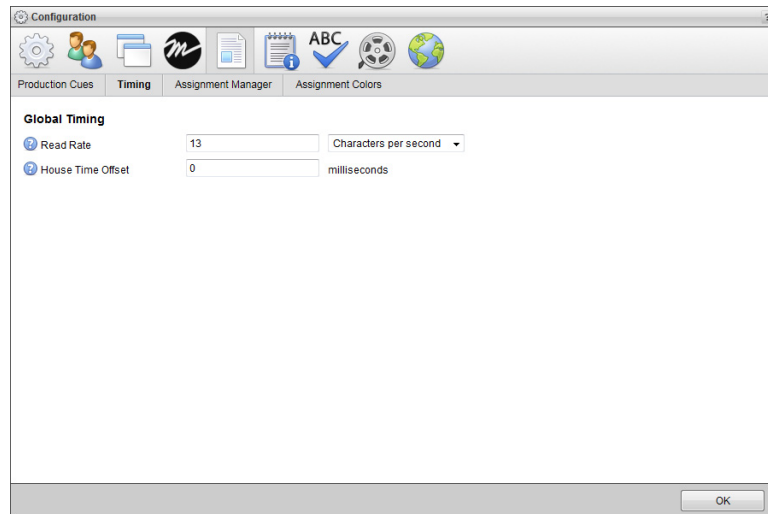 Configuration
ABC
Production Cues Timing Assignment Manager Assignment Colors
Global Timing
? Read Rate 13 Characters per second
? House Time Offset 0 milliseconds
OK